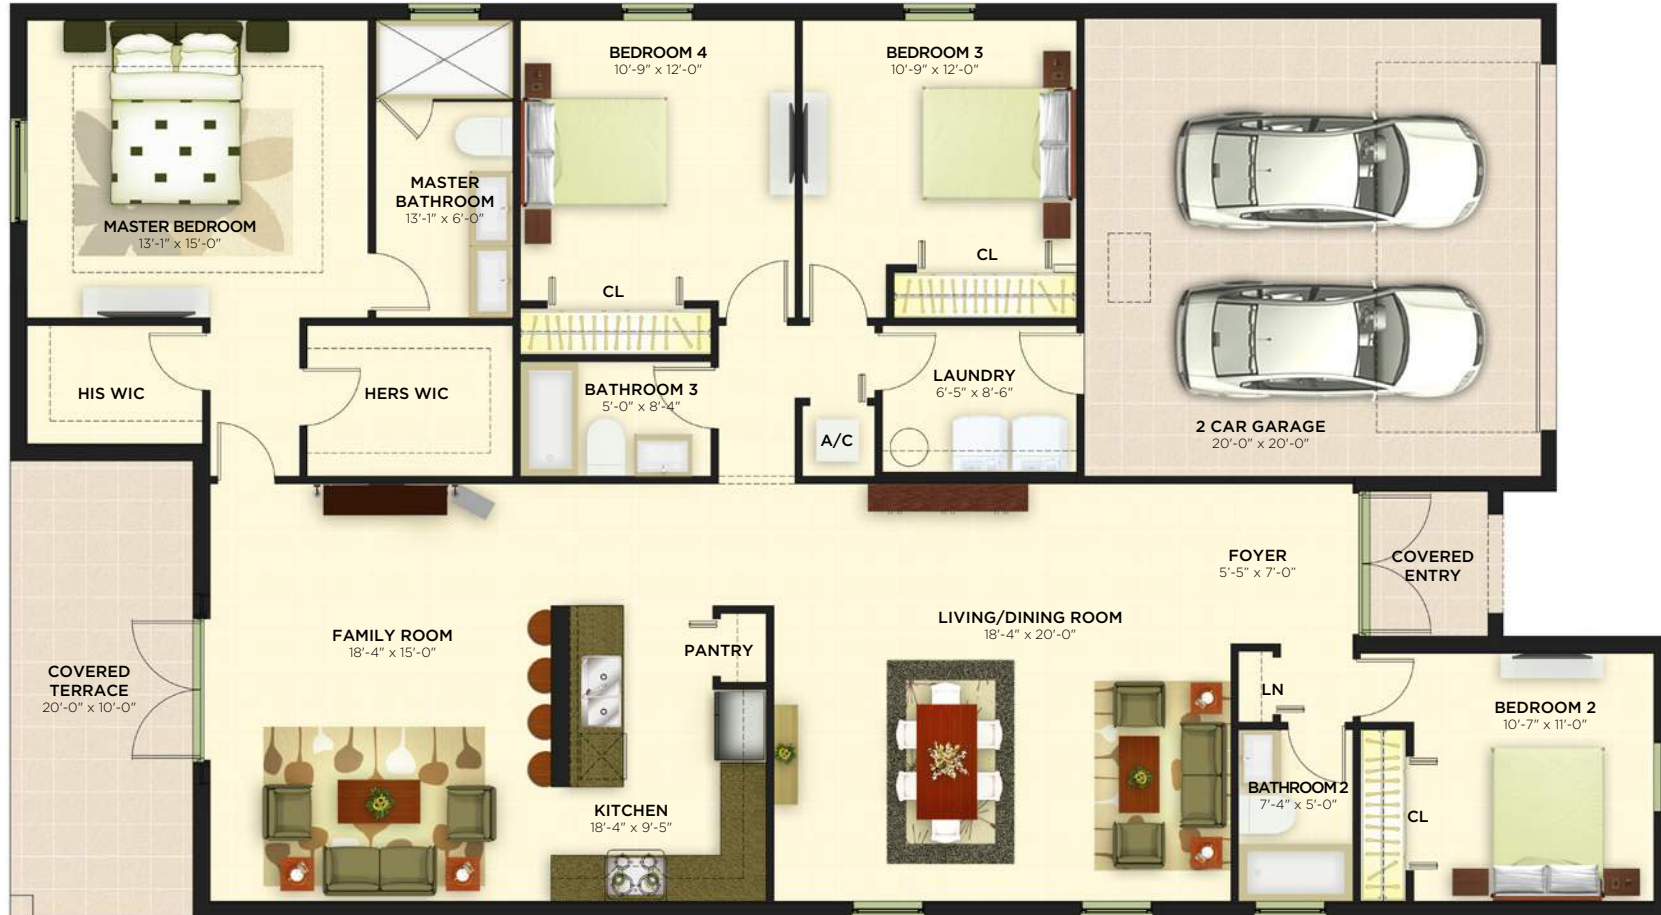 BEDROOM 4
10'-9" x 12'-0"
BEDROOM 3
10'-9" x 12'-0"
MASTER
BATHROOM
13'-1" x 6'-0"
MASTER BEDROOM
13'-1" x 15'-0"
CL
CL
HIS WIC
HERS WIC
BATHROOM 3
5'-0" x 8'-4"
LAUNDRY
6'-5" x 8'-6"
A/C
2 CAR GARAGE
20'-0" x 20'-0"
FOYER
5'-5" x 7'-0"
COVERED
ENTRY
FAMILY ROOM
18'-4" x 15'-0"
PANTRY
LIVING/DINING ROOM
18'-4" x 20'-0"
COVERED
TERRACE
20'-0" x 10'-0"
LN
BEDROOM 2
10'-7" x 11'-0"
KITCHEN
18'-4" x 9'-5"
BATHROOM 2
7'-4" x 5'-0"
CL